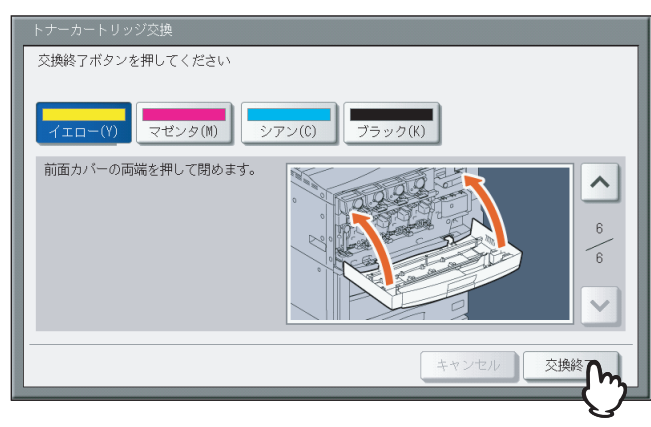 トナーカートリッジ交換
交換終了ボタンを押してください
イエロー(Y) マゼンタ(M) シアン(C) ブラック(K)
前面カバーの両端を押して閉めます。
6
6
キャンセル 交換終了